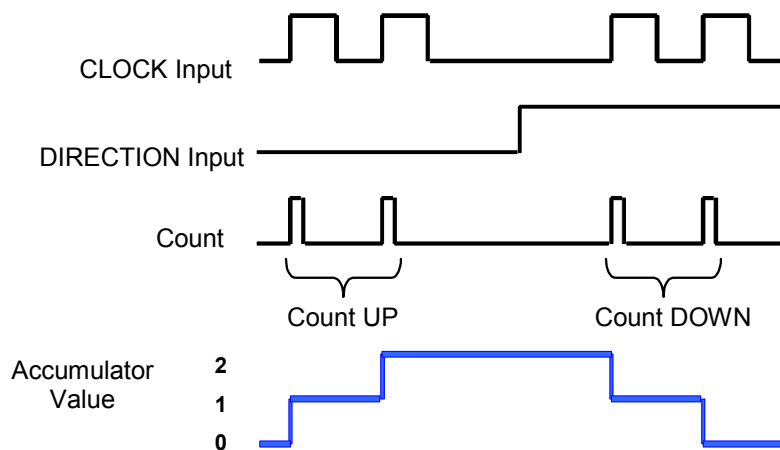 CLOCK Input
DIRECTION Input
Count
Count UP
Count DOWN
Accumulator
Value
2
1
0